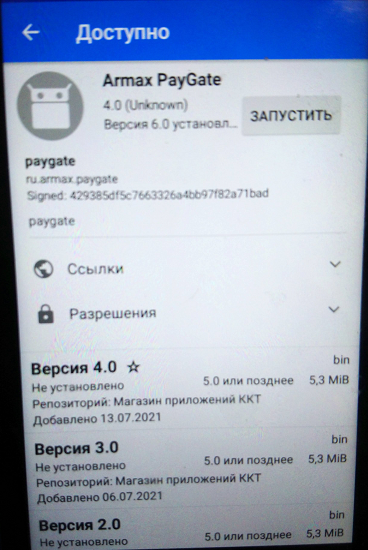 Доступно
Armax PayGate
4.0 (Unknown)
Версия 6.0 установл...
ЗАПУСТИТЬ
paygate
ru.armax.paygate
Signed: 429385df5c7663326a4bb97f82a71bad
paygate
Ссылки
Разрешения
Версия 4.0 ☆ bin
Не установлено 5.0 или позднее 5,3 MiB
Репозиторий: Магазин приложений ККТ
Добавлено 13.07.2021
Версия 3.0 bin
Не установлено 5.0 или позднее 5,3 MiB
Репозиторий: Магазин приложений ККТ
Добавлено 06.07.2021
Версия 2.0 bin
Не установлено 5.0 или позднее 5,3 MiB